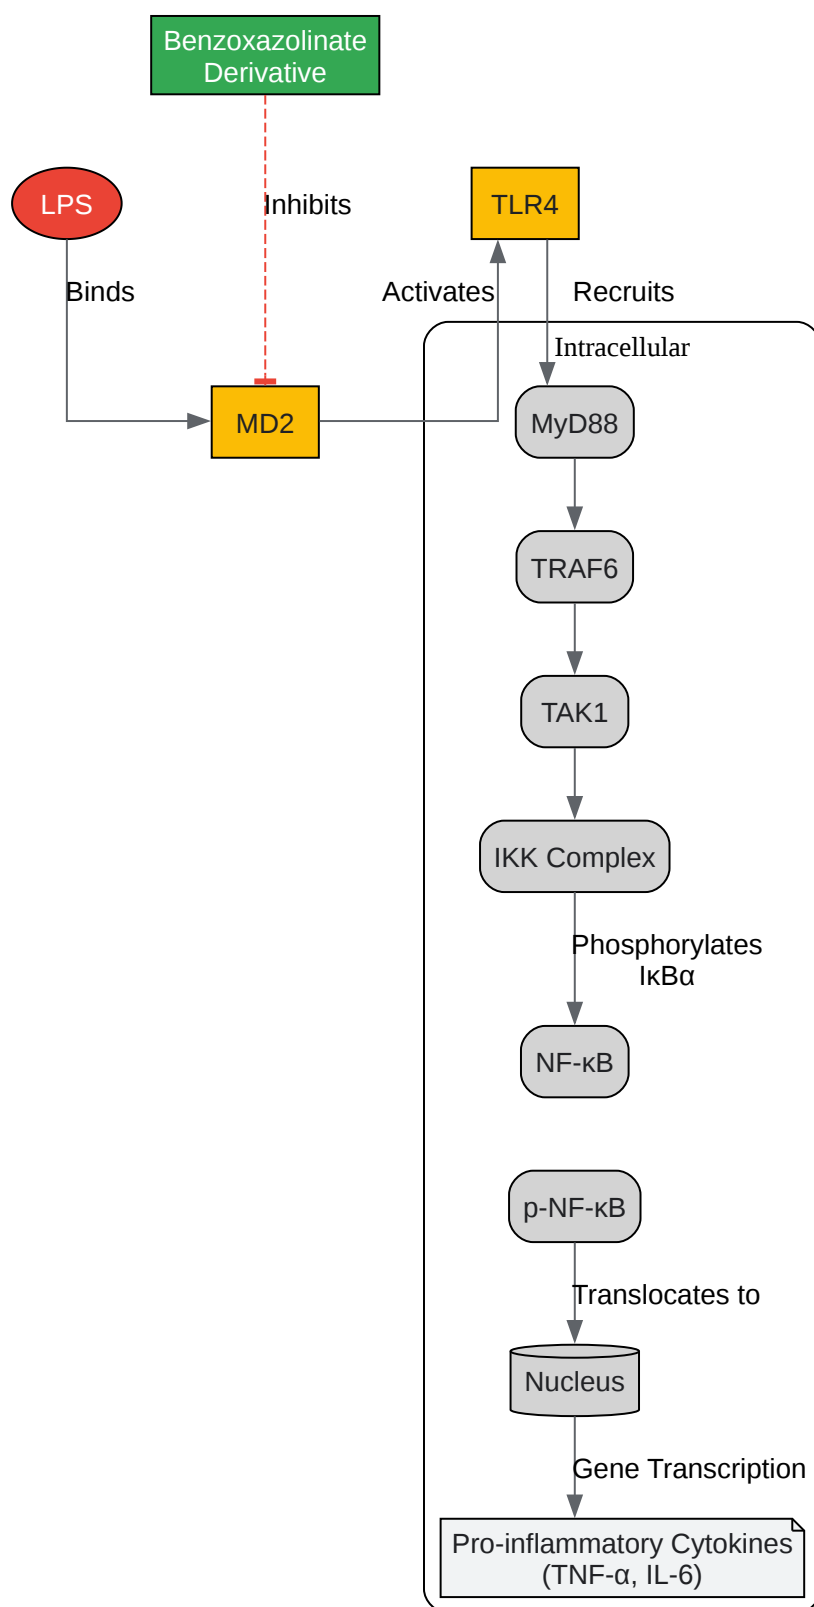 Benzoxazolinate
Derivative
LPS
Inhibits
TLR4
Binds
Activates
Recruits
Intracellular
MD2
MyD88
TRAF6
TAK1
IKK Complex
Phosphorylates
IκBα
NF-κB
p-NF-κB
Translocates to
Nucleus
Gene Transcription
Pro-inflammatory Cytokines
(TNF-α, IL-6)